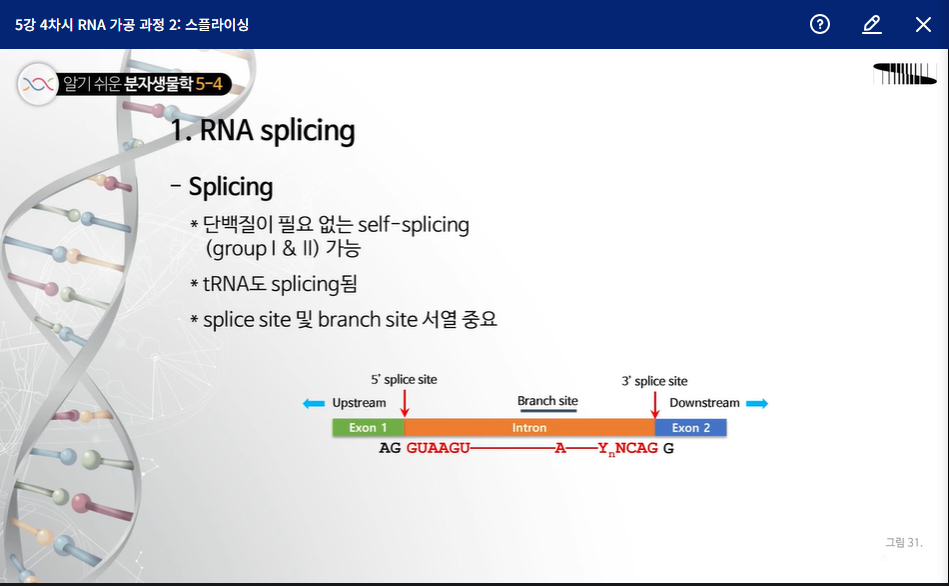 5강 4차시 RNA 가공 과정 2: 스플라이싱
알기 쉬운 분자생물학 5-4
1. RNA splicing
- Splicing
* 단백질이 필요 없는 self-splicing
(group I & II) 가능
* tRNA도 splicing됨
* splice site 및 branch site 서열 중요
5' splice site
3' splice site
Upstream
Branch site
Downstream
Exon 1
Intron
Exon 2
AG GUAAGU A YnNCAG G
그림 31.